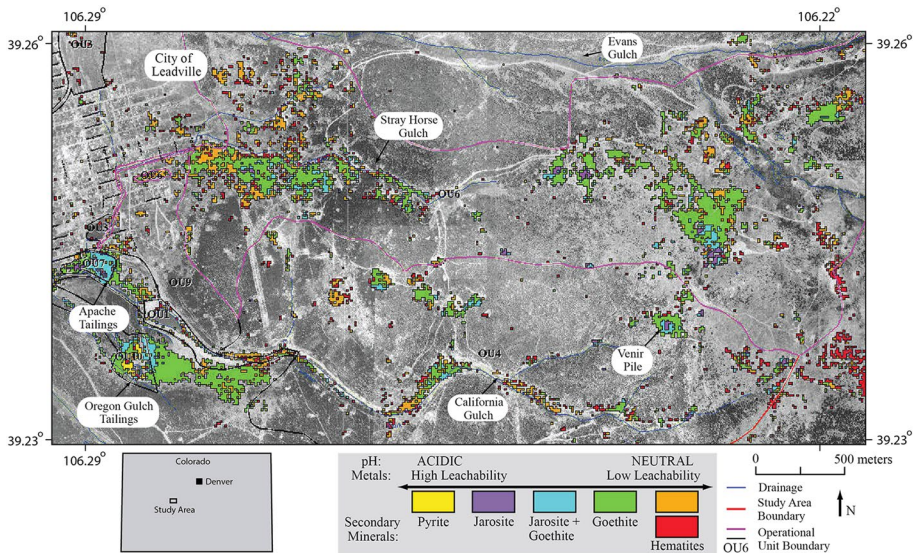 106.29°
106.22°
39.26°
39.26°
OU3
City of
Leadville
Evans
Gulch
Stray Horse
Gulch
OU6
OU3
OU7
OU9
Apache
Tailings
OU1
Venir
Pile
OU4
Oregon Gulch
Tailings
California
Gulch
39.23°
39.23°
106.29°
Colorado
Denver
Study Area
pH:
ACIDIC
NEUTRAL
Metals:
High Leachability
Low Leachability
Secondary
Minerals:
Pyrite
Jarosite
Jarosite +
Goethite
Goethite
Hematites
0
500 meters
Drainage
Study Area
Boundary
Operational
Unit Boundary
OU6
N